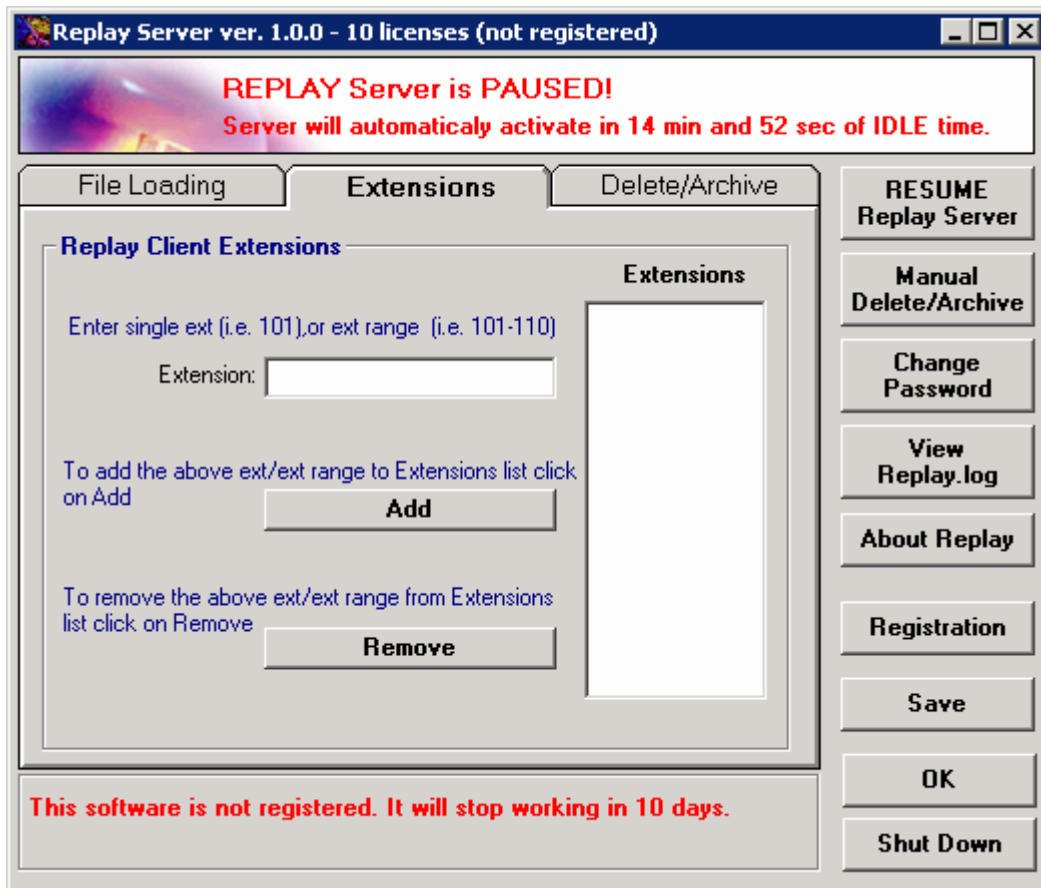 Replay Server ver. 1.0.0 - 10 licenses (not registered)
REPLAY Server is PAUSED!
Server will automaticaly activate in 14 min and 52 sec of IDLE time.
File Loading
Extensions
Delete/Archive
Replay Client Extensions
Enter single ext (i.e. 101),or ext range (i.e. 101-110)
Extension:
To add the above ext/ext range to Extensions list click
on Add
Add
To remove the above ext/ext range from Extensions
list click on Remove
Remove
Extensions
RESUME
Replay Server
Manual
Delete/Archive
Change
Password
View
Replay.log
About Replay
Registration
Save
OK
Shut Down
This software is not registered. It will stop working in 10 days.